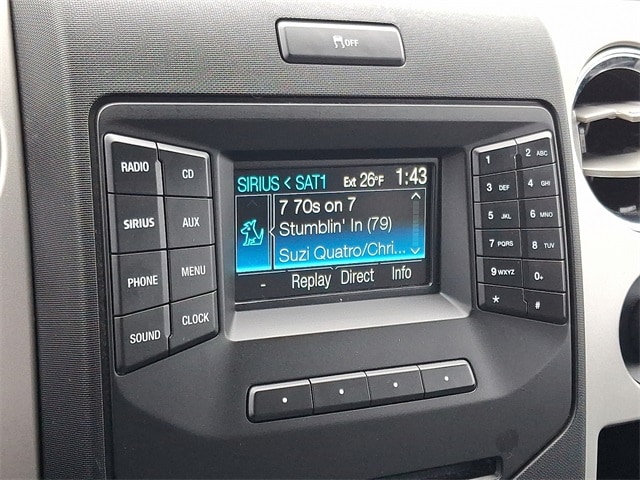 OFF
RADIO
CD
SIRIUS
AUX
PHONE
MENU
SOUND
CLOCK
SIRIUS < SAT1 Ext 26°F 1:43
7 70s on 7
Stumblin' In (79)
Suzi Quatro/Chri...
- Replay Direct Info
1 2 ABC
3 DEF 4 GHI
5 JKL 6 MNO
7 PQRS 8 TUV
9 WXYZ 0+
* #